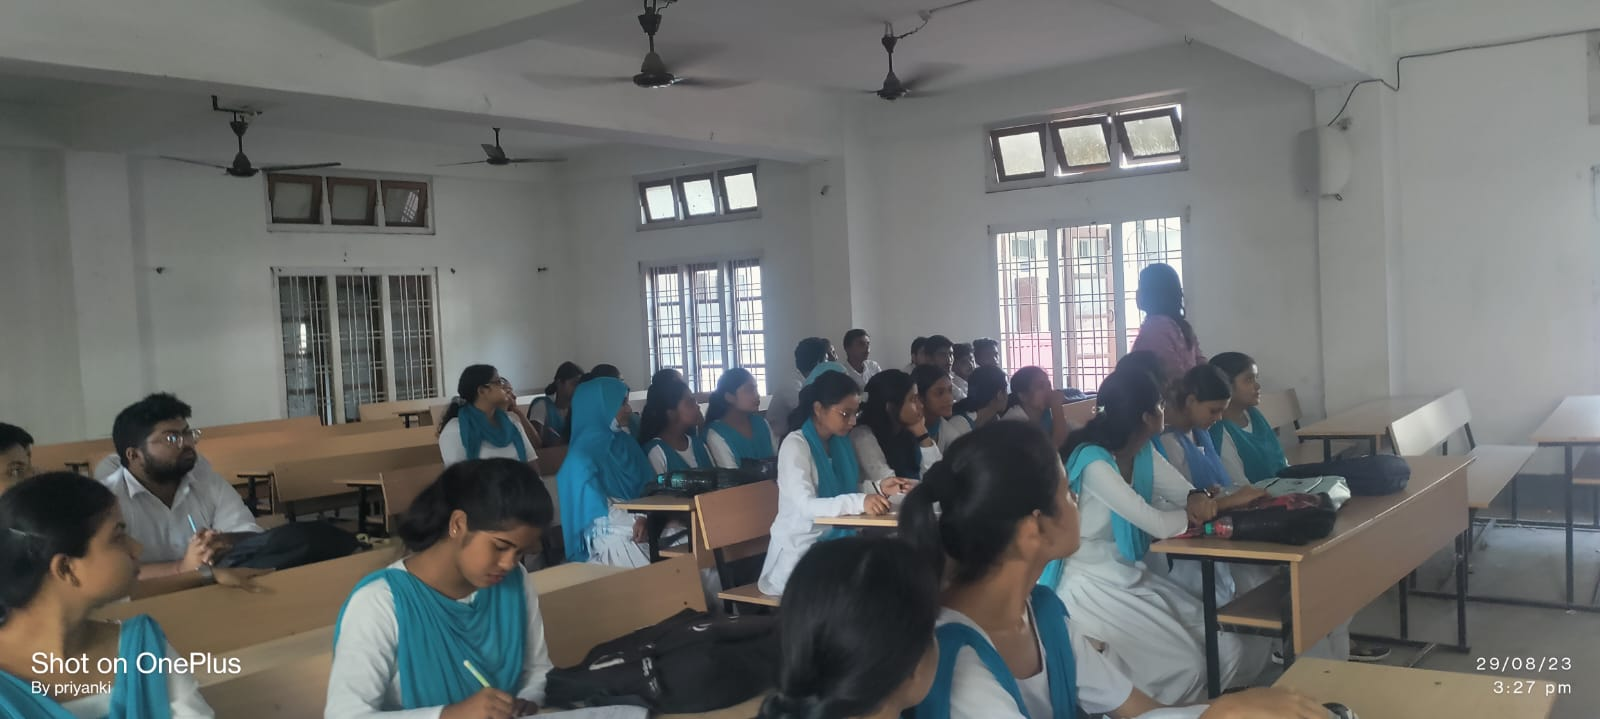 Shot on OnePlus
By priyanki
29/08/23
3:27 pm